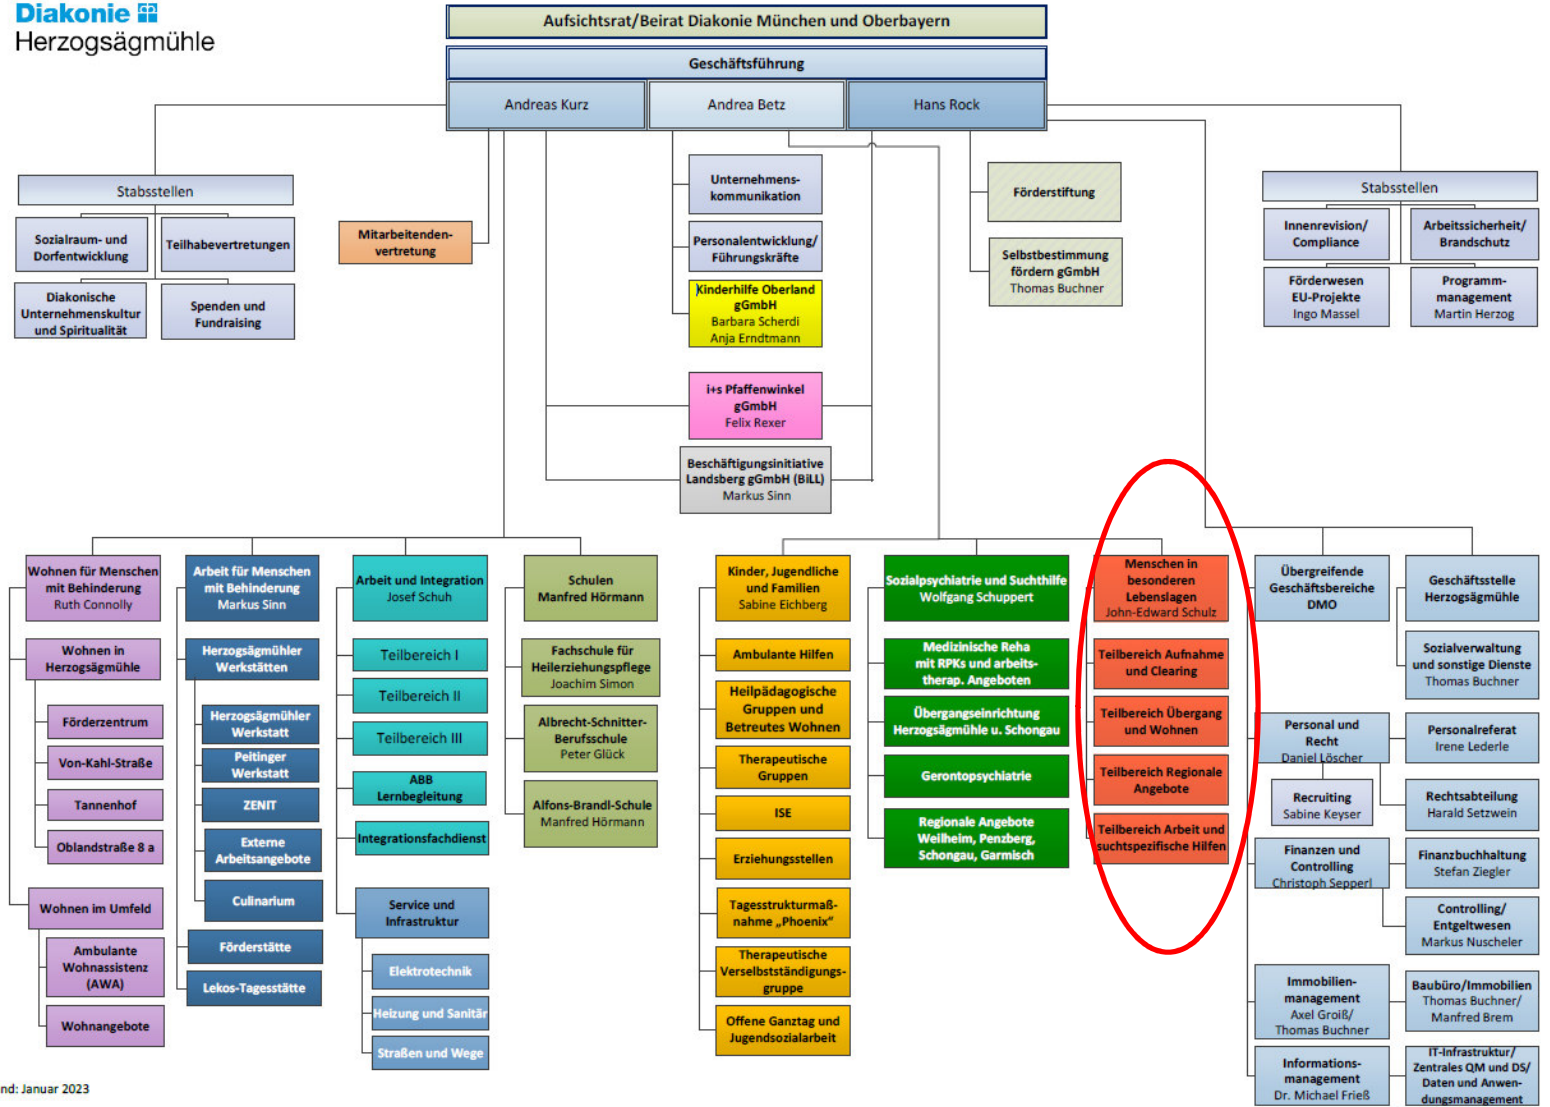 Diakonie
Herzogsägmühle
Aufsichtsrat/Beirat Diakonie München und Oberbayern
Geschäftsführung
Andreas Kurz
Andrea Betz
Hans Rock
Stabsstellen
Sozialraum- und
Dorfentwicklung
Teilhabevertretungen
Diakonische
Unternehmenskultur
und Spiritualität
Spenden und
Fundraising
Mitarbeitenden-
vertretung
Unternehmens-
kommunikation
Personalentwicklung/
Führungskräfte
Kinderhilfe Oberland
gGmbH
Barbara Scherdi
Anja Erndtmann
i+s Pfaffenwinkel
gGmbH
Felix Rexer
Beschäftigungsinitiative
Landsberg gGmbH (BiLL)
Markus Sinn
Förderstiftung
Selbstbestimmung
fördern gGmbH
Thomas Buchner
Stabsstellen
Innenrevision/
Compliance
Arbeitssicherheit/
Brandschutz
Förderwesen
EU-Projekte
Ingo Massel
Programm-
management
Martin Herzog
Wohnen für Menschen
mit Behinderung
Ruth Connolly
Wohnen in
Herzogsägmühle
Förderzentrum
Von-Kahl-Straße
Tannenhof
Oblandstraße 8 a
Wohnen im Umfeld
Ambulante
Wohnassistenz
(AWA)
Wohnangebote
Arbeit für Menschen
mit Behinderung
Markus Sinn
Herzogsägmühler
Werkstätten
Herzogsägmühler
Werkstatt
Peitinger
Werkstatt
ZENIT
Externe
Arbeitsangebote
Culinarium
Förderstätte
Lekos-Tagesstätte
Arbeit und Integration
Josef Schuh
Teilbereich I
Teilbereich II
Teilbereich III
ABB
Lernbegleitung
Integrationsfachdienst
Service und
Infrastruktur
Elektrotechnik
Heizung und Sanitär
Straßen und Wege
Schulen
Manfred Hörmann
Fachschule für
Heilerziehungspflege
Joachim Simon
Albrecht-Schnitter-
Berufsschule
Peter Glück
Alfons-Brandl-Schule
Manfred Hörmann
Kinder, Jugendliche
und Familien
Sabine Eichberg
Ambulante Hilfen
Heilpädagogische
Gruppen und
Betreutes Wohnen
Therapeutische
Gruppen
ISE
Erziehungsstellen
Tagesstrukturmaß-
nahme „Phoenix“
Therapeutische
Verselbstständigungs-
gruppe
Offene Ganztag und
Jugendsozialarbeit
Sozialpsychiatrie und Suchthilfe
Wolfgang Schuppert
Medizinische Reha
mit RPKs und arbeits-
therap. Angeboten
Übergangseinrichtung
Herzogsägmühle u. Schongau
Gerontopsychiatrie
Regionale Angebote
Weilheim, Penzberg,
Schongau, Garmisch
Menschen in
besonderen
Lebenslagen
John-Edward Schulz
Teilbereich Aufnahme
und Clearing
Teilbereich Übergang
und Wohnen
Teilbereich Regionale
Angebote
Teilbereich Arbeit und
suchtspezifische Hilfen
Übergreifende
Geschäftsbereiche
DMO
Personal und
Recht
Daniel Löscher
Recruiting
Sabine Keyser
Finanzen und
Controlling
Christoph Sepperl
Immobilien-
management
Axel Groiß/
Thomas Buchner
Informations-
management
Dr. Michael Frieß
Geschäftsstelle
Herzogsägmühle
Sozialverwaltung
und sonstige Dienste
Thomas Buchner
Personalreferat
Irene Lederle
Rechtsabteilung
Harald Setzwein
Finanzbuchhaltung
Stefan Ziegler
Controlling/
Entgeltwesen
Markus Nuscheler
Baubüro/Immobilien
Thomas Buchner/
Manfred Brem
IT-Infrastruktur/
Zentrales QM und DS/
Daten und Anwen-
dungsmanagement
nd: Januar 2023